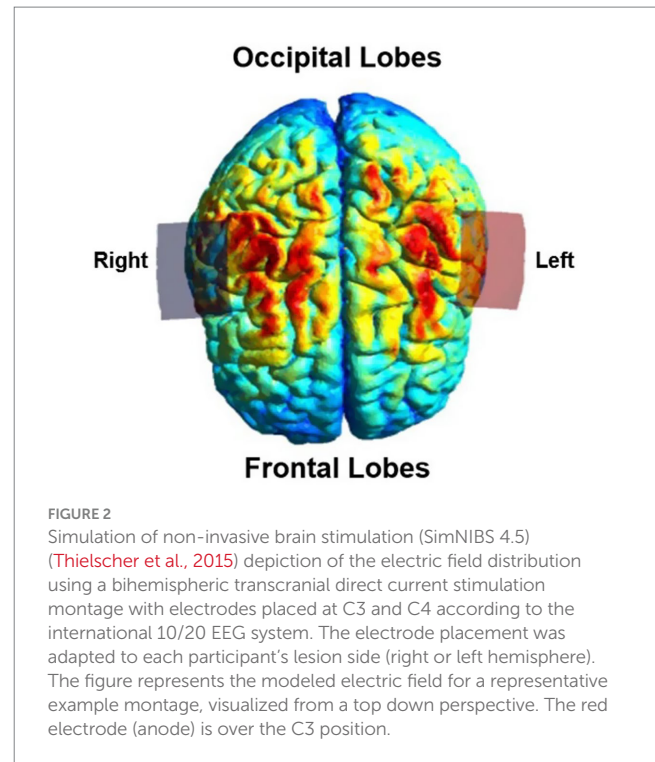 Occipital Lobes
Right
Left
Frontal Lobes
FIGURE 2
Simulation of non-invasive brain stimulation (SimNIBS 4.5)
(Thielscher et al., 2015) depiction of the electric field distribution
using a bihemispheric transcranial direct current stimulation
montage with electrodes placed at C3 and C4 according to the
international 10/20 EEG system. The electrode placement was
adapted to each participant’s lesion side (right or left hemisphere).
The figure represents the modeled electric field for a representative
example montage, visualized from a top down perspective. The red
electrode (anode) is over the C3 position.